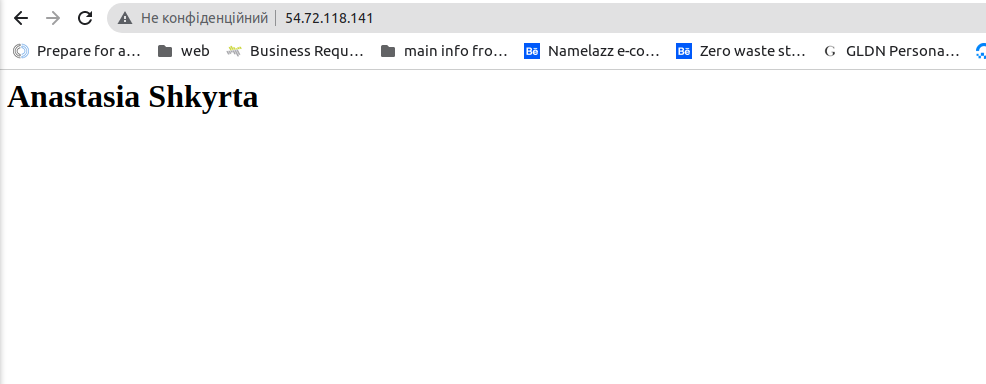 Не конфіденційний 54.72.118.141
Prepare for a… web Business Requ… main info fro… Bē Namelazz e-co… Bē Zero waste st… G GLDN Persona…
Anastasia Shkyrta